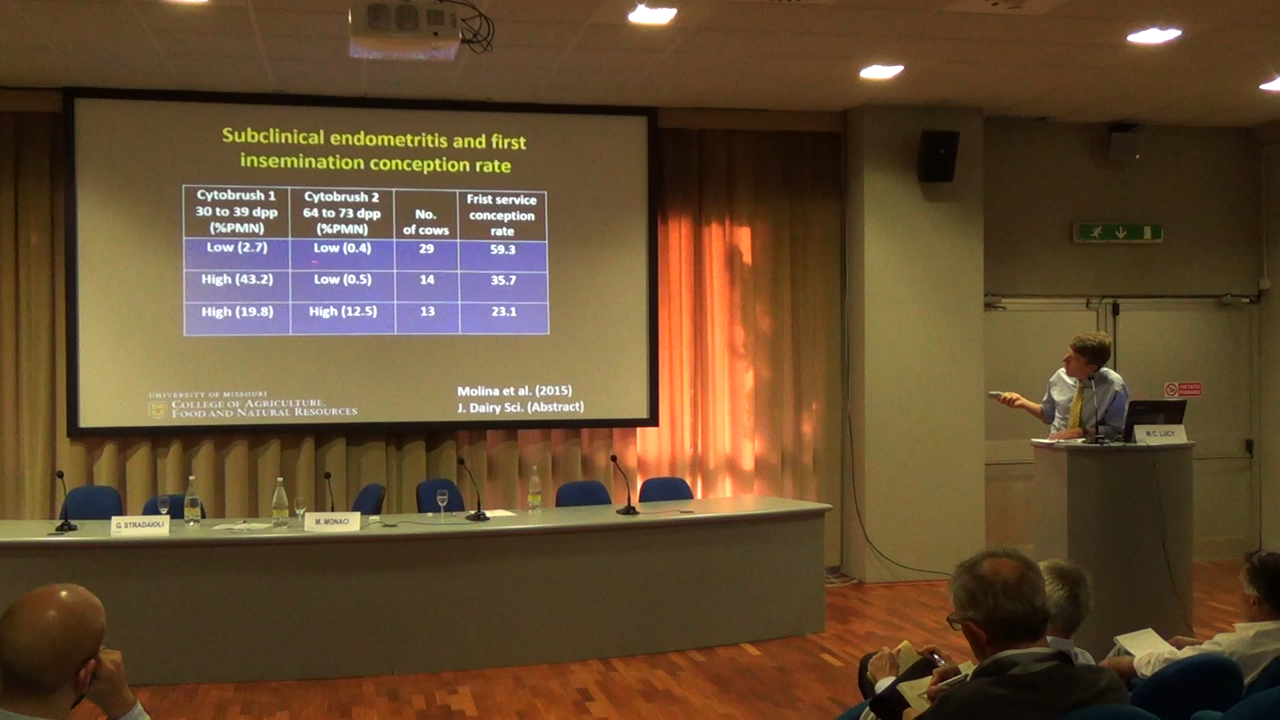 Subclinical endometritis and first
insemination conception rate
Cytobrush 1
30 to 39 dpp
(%PMN)
Cytobrush 2
64 to 73 dpp
(%PMN)
No.
of cows
Frist service
conception
rate
Low (2.7) Low (0.4) 29 59.3
High (43.2) Low (0.5) 14 35.7
High (19.8) High (12.5) 13 23.1
Molina et al. (2015)
J. Dairy Sci. (Abstract)
UNIVERSITY OF MISSOURI
COLLEGE OF AGRICULTURE,
FOOD AND NATURAL RESOURCES
G. STRADAIOLI
M. MONACI
M.C. LUCY